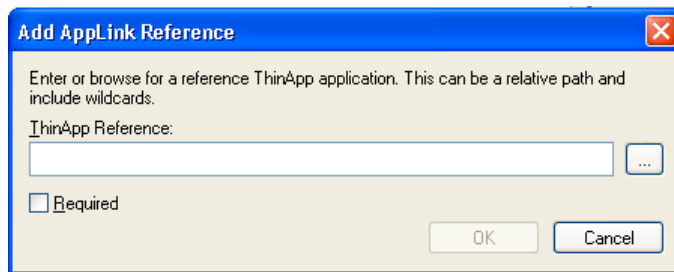 Add AppLink Reference
Enter or browse for a reference ThinApp application. This can be a relative path and
include wildcards.
ThinApp Reference:
...
Required
OK
Cancel